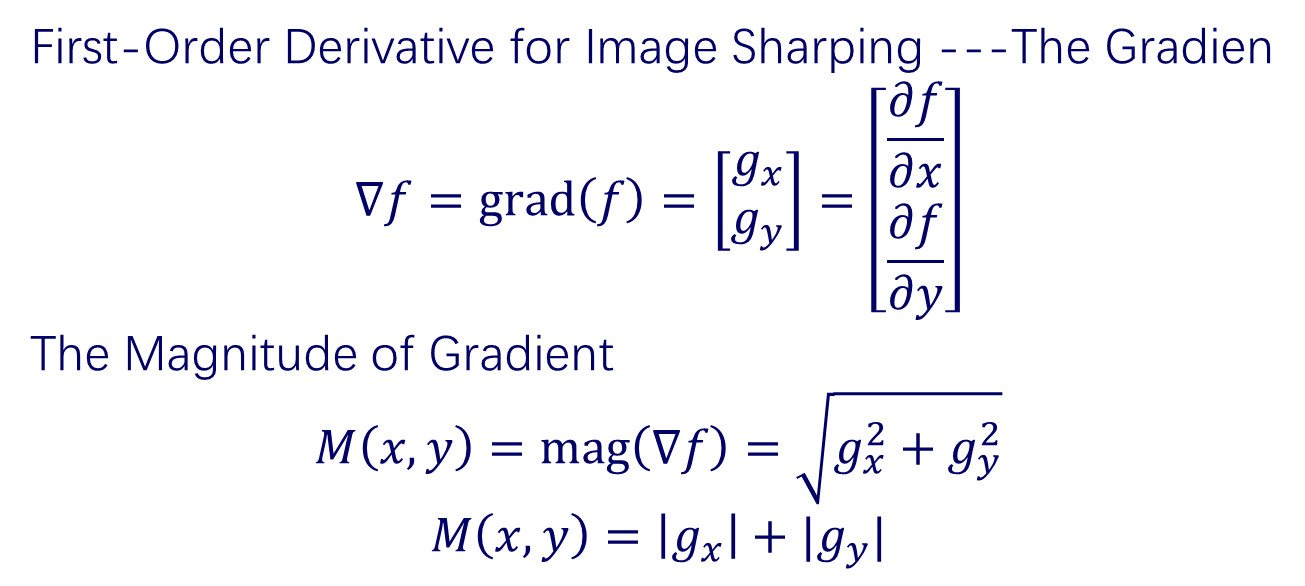 First-Order Derivative for Image Sharping ---The Gradien
∇f = grad(f) = [g_x g_y] = [∂f/∂x ∂f/∂y]
The Magnitude of Gradient
M(x, y) = mag(∇f) = √(g_x^2 + g_y^2)
M(x, y) = |g_x| + |g_y|